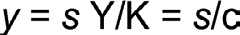 y = s Y/K = s/c